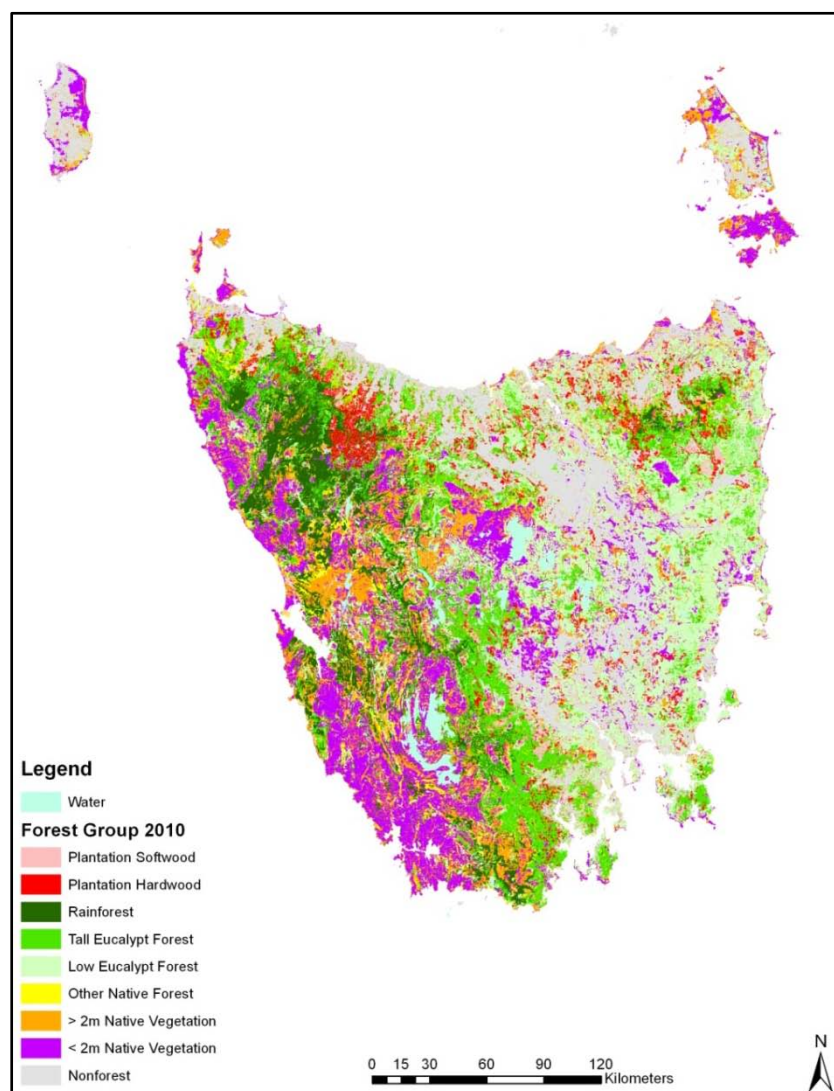 Legend
Water
Forest Group 2010
Plantation Softwood
Plantation Hardwood
Rainforest
Tall Eucalypt Forest
Low Eucalypt Forest
Other Native Forest
> 2m Native Vegetation
< 2m Native Vegetation
Nonforest
0 15 30 60 90 120
Kilometers
N